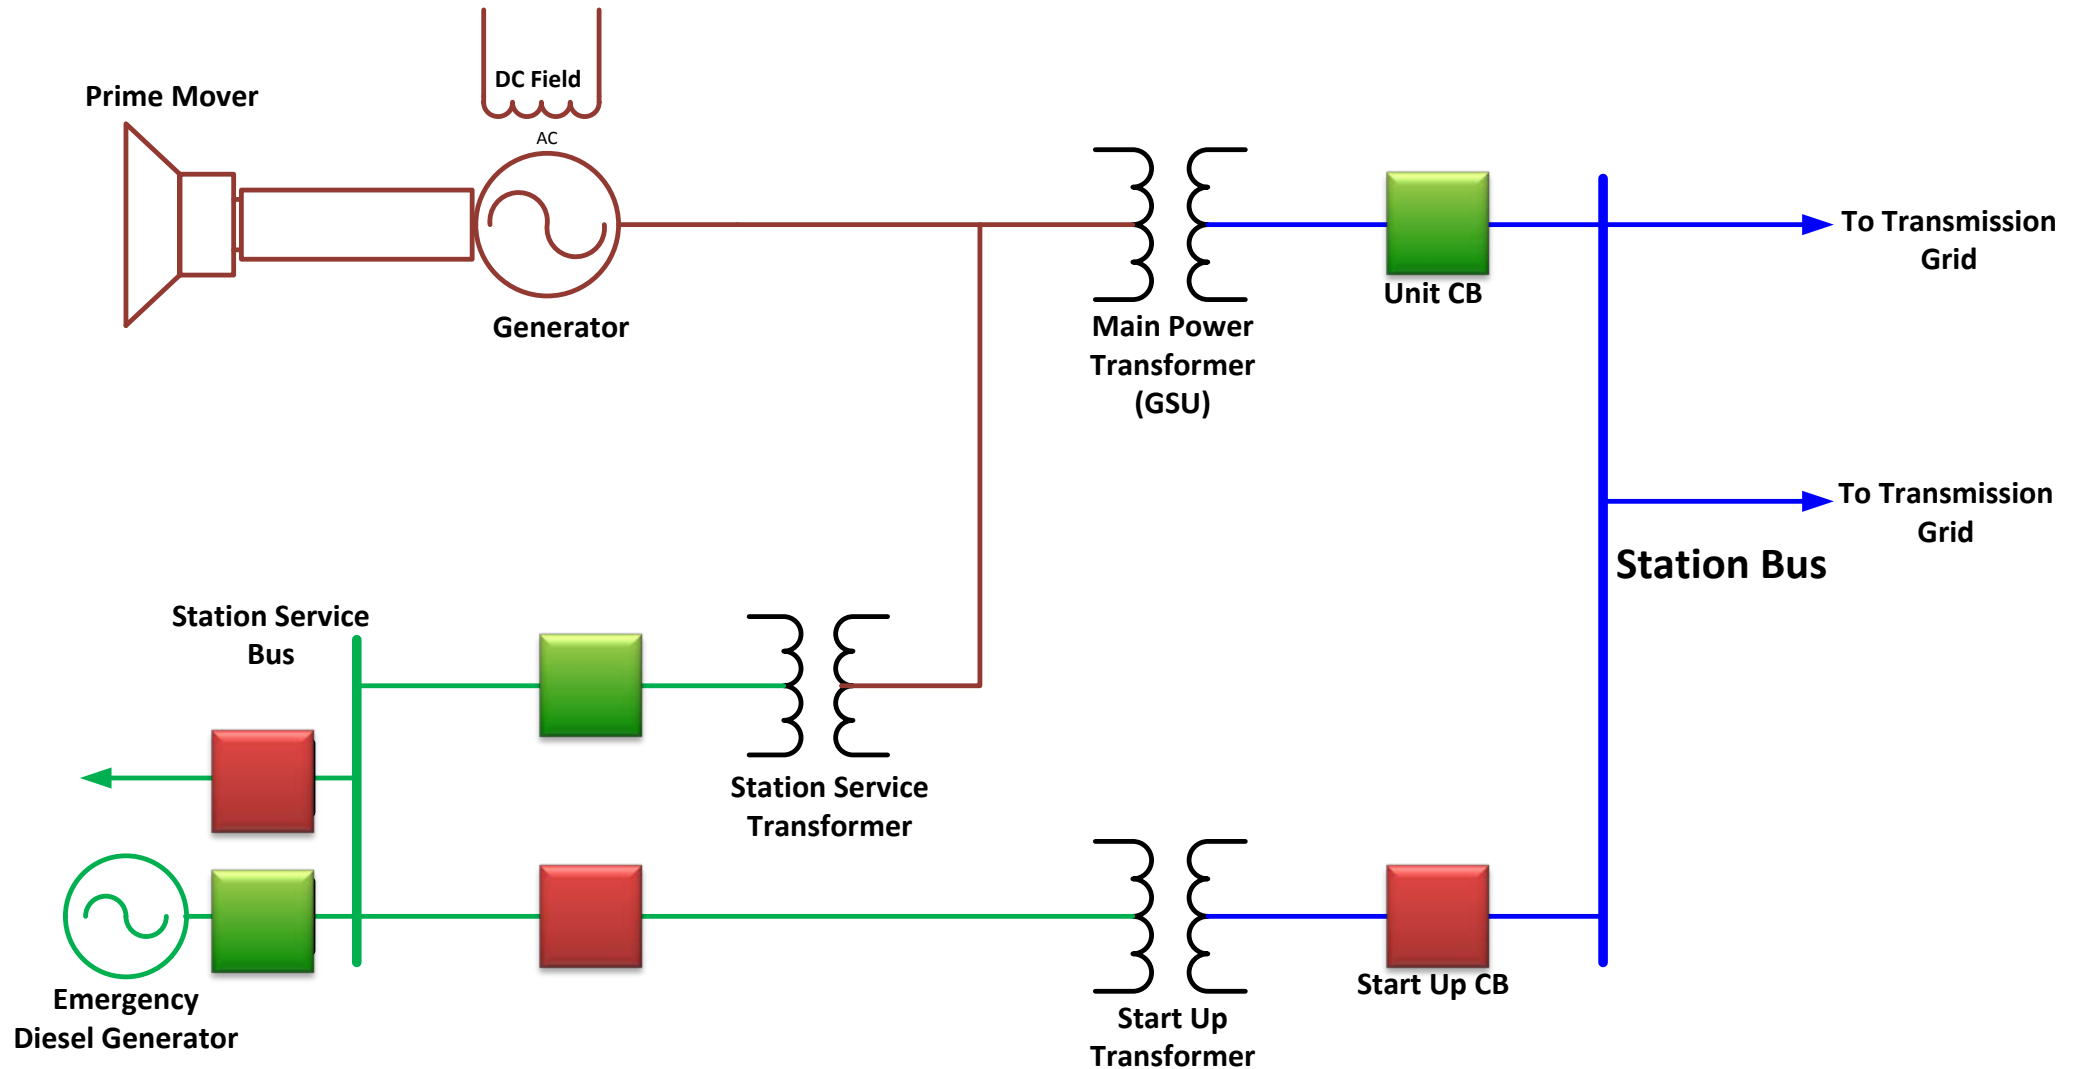 DC Field
Prime Mover
AC
Generator
Main Power
Transformer
(GSU)
Unit CB
To Transmission
Grid
To Transmission
Grid
Station Bus
Station Service
Bus
Station Service
Transformer
Emergency
Diesel Generator
Start Up
Transformer
Start Up CB